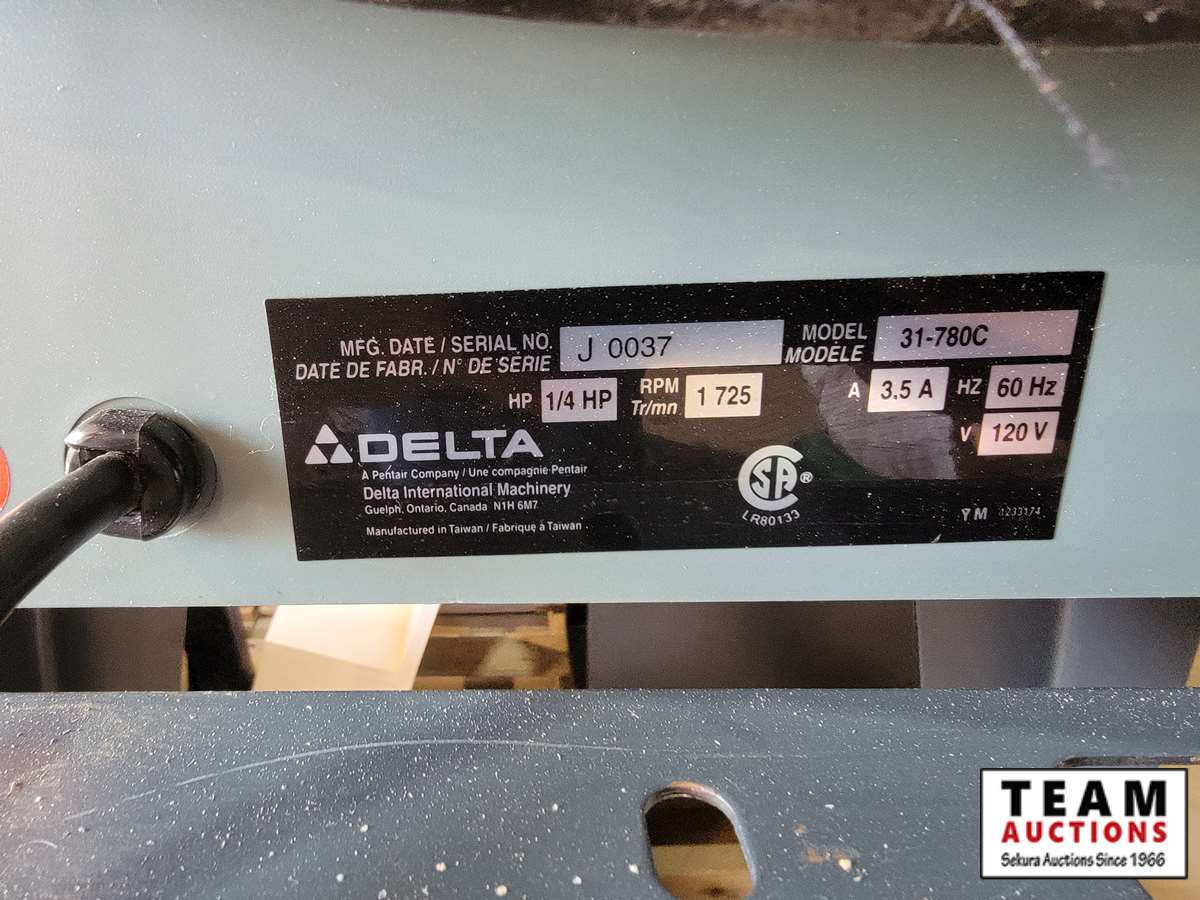 MFG. DATE / SERIAL NO. J 0037 MODEL 31-780C
DATE DE FABR. / N° DE SÉRIE MODÈLE
HP 1/4 HP RPM 1 725 A 3.5 A HZ 60 Hz
Tr/mn
V 120 V
DELTA
A Pentair Company / Une compagnie Pentair
Delta International Machinery
Guelph, Ontario, Canada N1H 6M7
Manufactured in Taiwan / Fabriqué à Taiwan
SA ®
LR80133
YM 1233174
TEAM
AUCTIONS
Sekura Auctions Since 1966